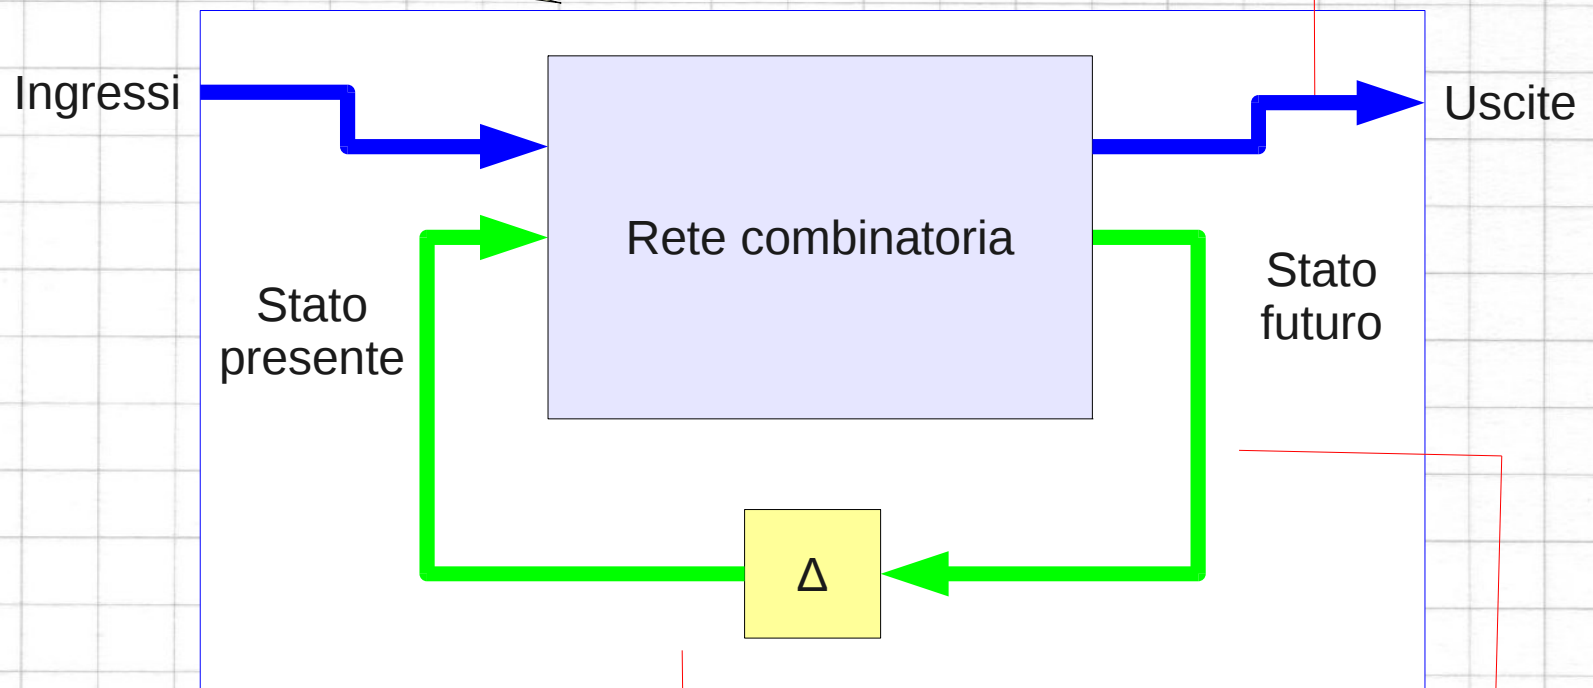 Ingressi
Uscite
Rete combinatoria
Stato
presente
Stato
futuro
Δ